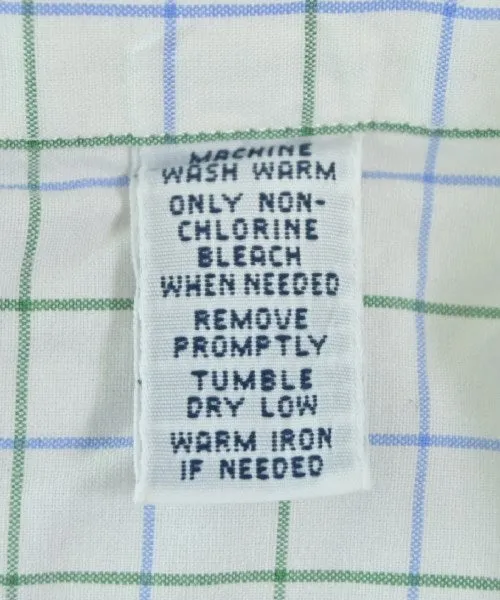 MACHINE
WASH WARM
ONLY NON-
CHLORINE
BLEACH
WHEN NEEDED
REMOVE
PROMPTLY
TUMBLE
DRY LOW
WARM IRON
IF NEEDED